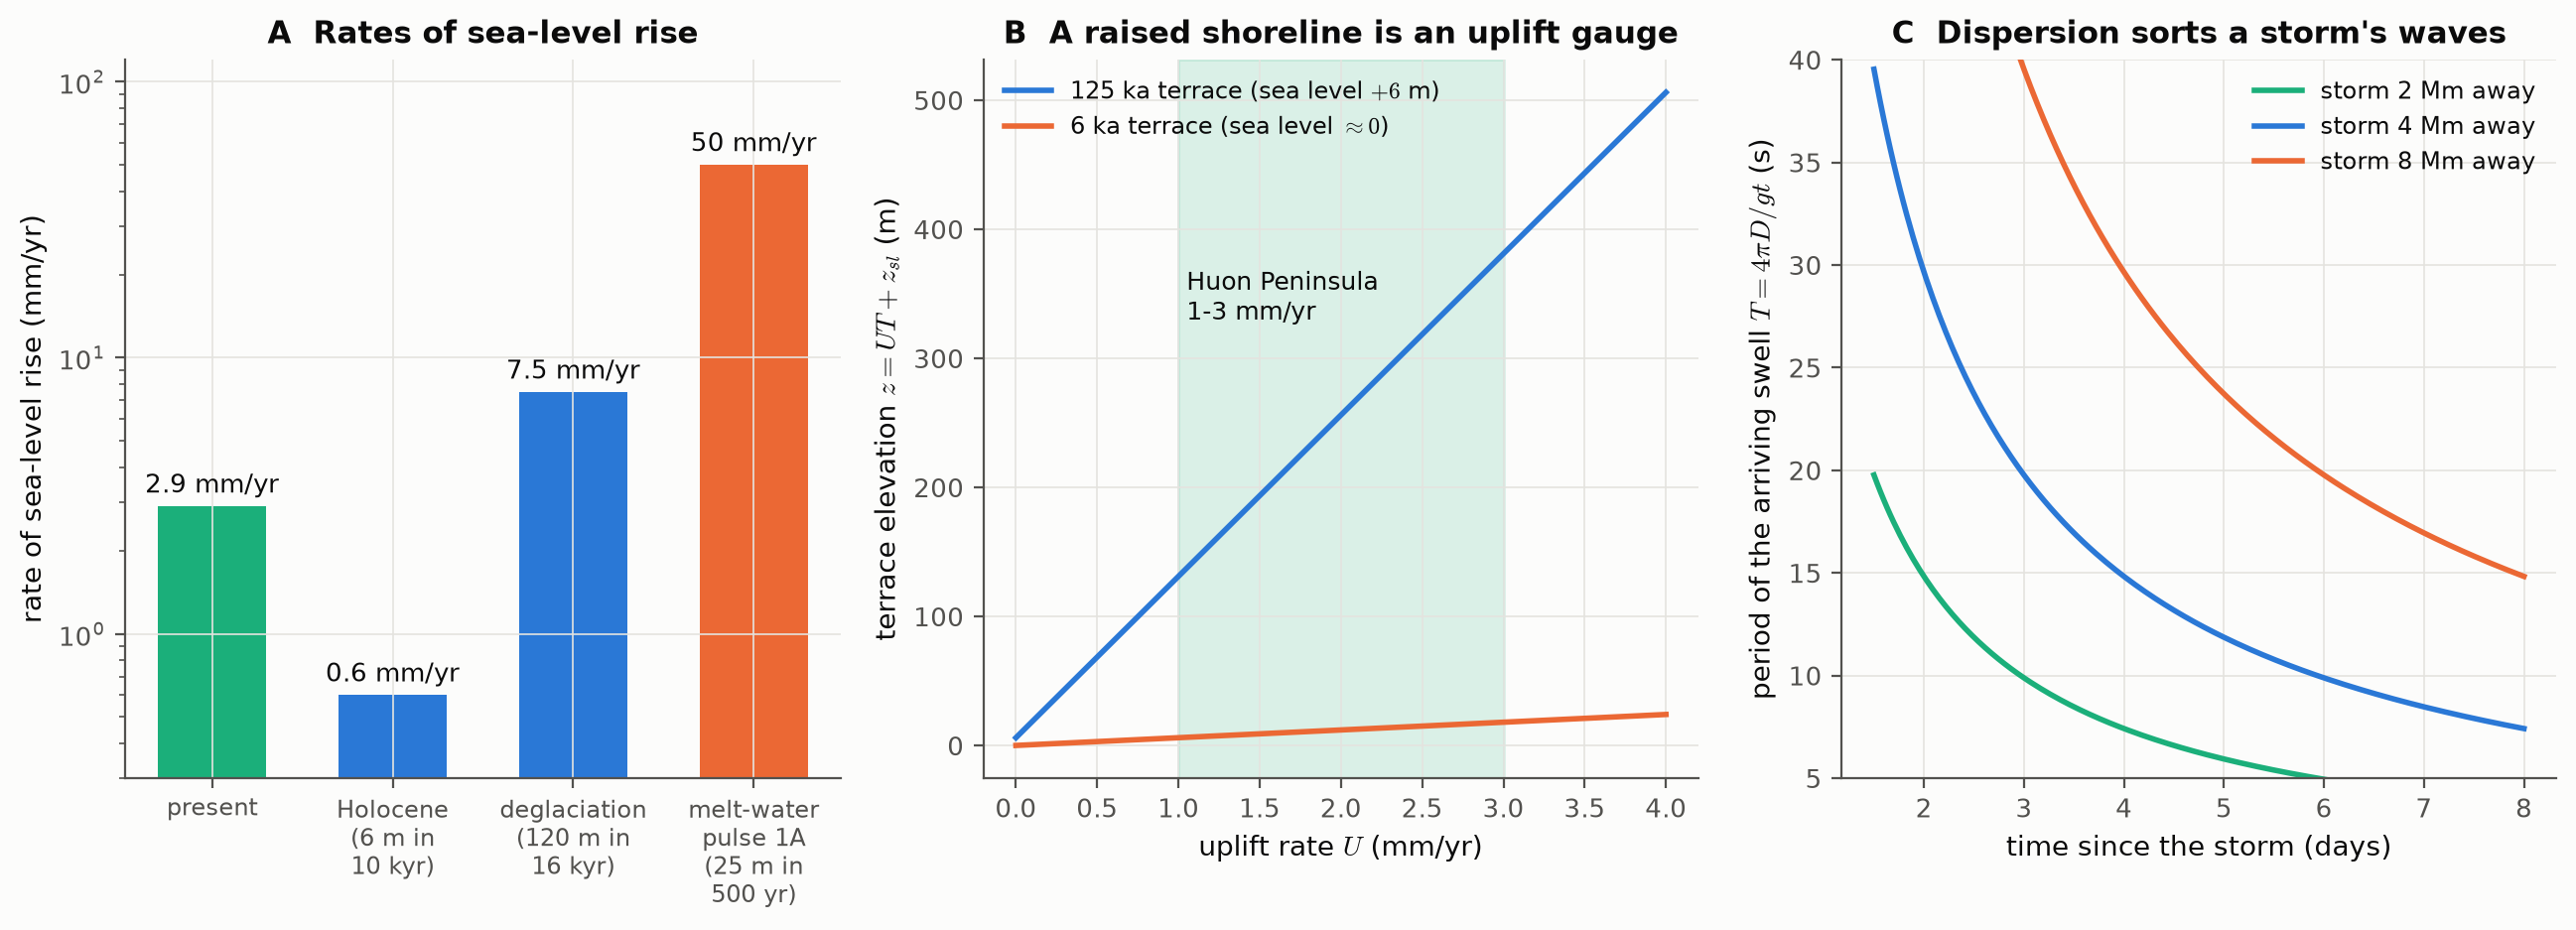 A Rates of sea-level rise
rate of sea-level rise (mm/yr)
10²
10¹
10⁰
2.9 mm/yr
0.6 mm/yr
7.5 mm/yr
50 mm/yr
present
Holocene
(6 m in
10 kyr)
deglaciation
(120 m in
16 kyr)
melt-water
pulse 1A
(25 m in
500 yr)
B A raised shoreline is an uplift gauge
terrace elevation z = UT + z_sl (m)
500
400
300
200
100
0
125 ka terrace (sea level +6 m)
6 ka terrace (sea level ≈0)
Huon Peninsula
1-3 mm/yr
0.0 0.5 1.0 1.5 2.0 2.5 3.0 3.5 4.0
uplift rate U (mm/yr)
C Dispersion sorts a storm's waves
period of the arriving swell T = 4πD/gt (s)
40
35
30
25
20
15
10
5
storm 2 Mm away
storm 4 Mm away
storm 8 Mm away
2 3 4 5 6 7 8
time since the storm (days)